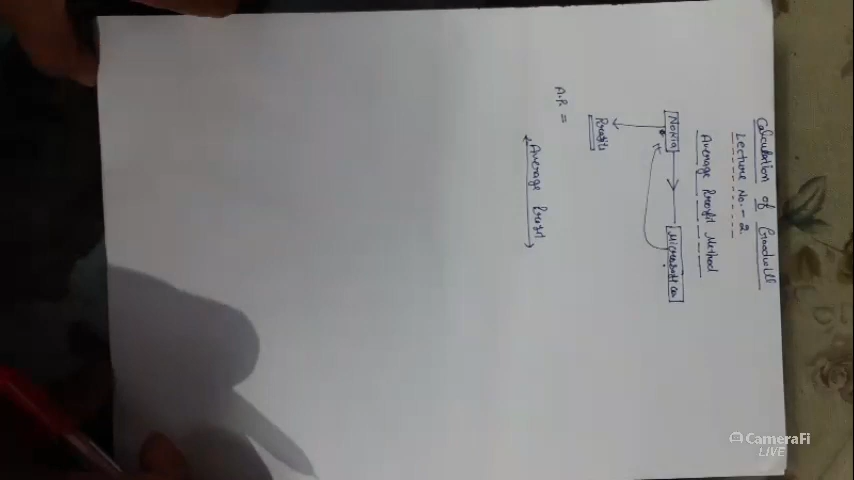 Calculation of Goodwill
Lecture No.- 2.
Average Profit Method
Nokia
Microsoft co
Profits
A.P. =
Average Profit
CameraFi
LIVE